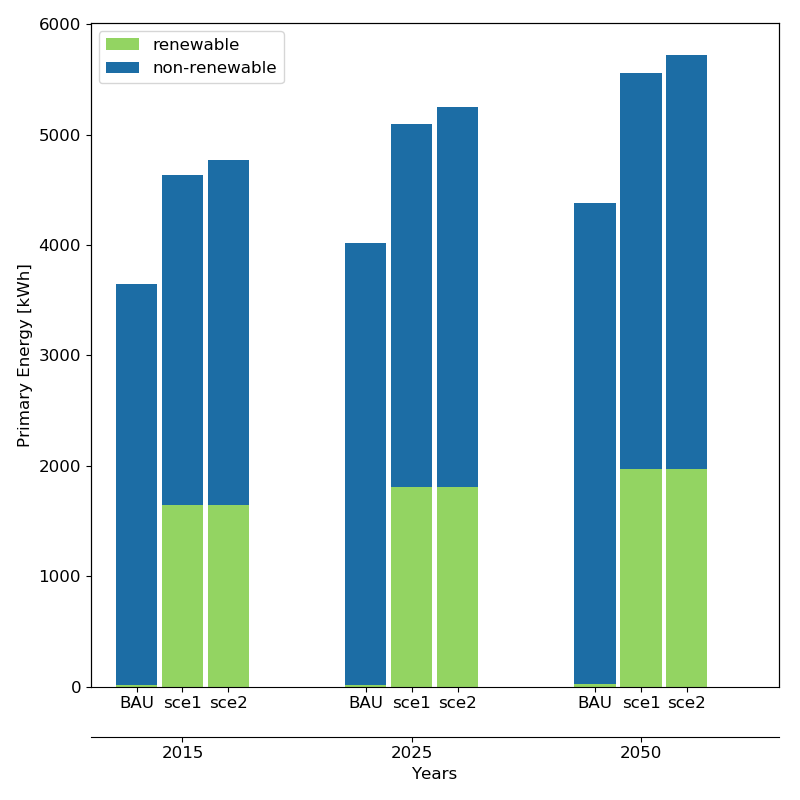 renewable
non-renewable
6000
5000
4000
3000
2000
1000
0
Primary Energy [kWh]
BAU sce1 sce2 BAU sce1 sce2 BAU sce1 sce2
2015 2025 2050
Years